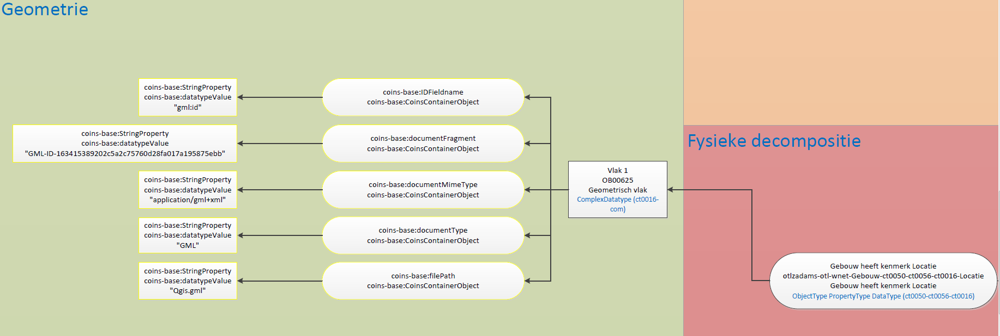 Geometrie
coins-base:StringProperty
coins-base:datatypeValue
"gml:id"
coins-base:IDFieldname
coins-base:CoinsContainerObject
coins-base:StringProperty
coins-base:datatypeValue
"GML-ID-163415389202c5a2c75760d28fa017a195875ebb"
coins-base:documentFragment
coins-base:CoinsContainerObject
coins-base:StringProperty
coins-base:datatypeValue
"application/gml+xml"
coins-base:documentMimeType
coins-base:CoinsContainerObject
coins-base:StringProperty
coins-base:datatypeValue
"GML"
coins-base:documentType
coins-base:CoinsContainerObject
coins-base:StringProperty
coins-base:datatypeValue
"Qgis.gml"
coins-base:filePath
coins-base:CoinsContainerObject
Vlak 1
OB00625
Geometrisch vlak
ComplexDatatype (ct0016-
com)
Fysieke decompositie
Gebouw heeft kenmerk Locatie
otlzadams-otl-wnet-Gebouw-ct0050-ct0056-ct0016-Locatie
Gebouw heeft kenmerk Locatie
ObjectType PropertyType DataType (ct0050-ct0056-ct0016)